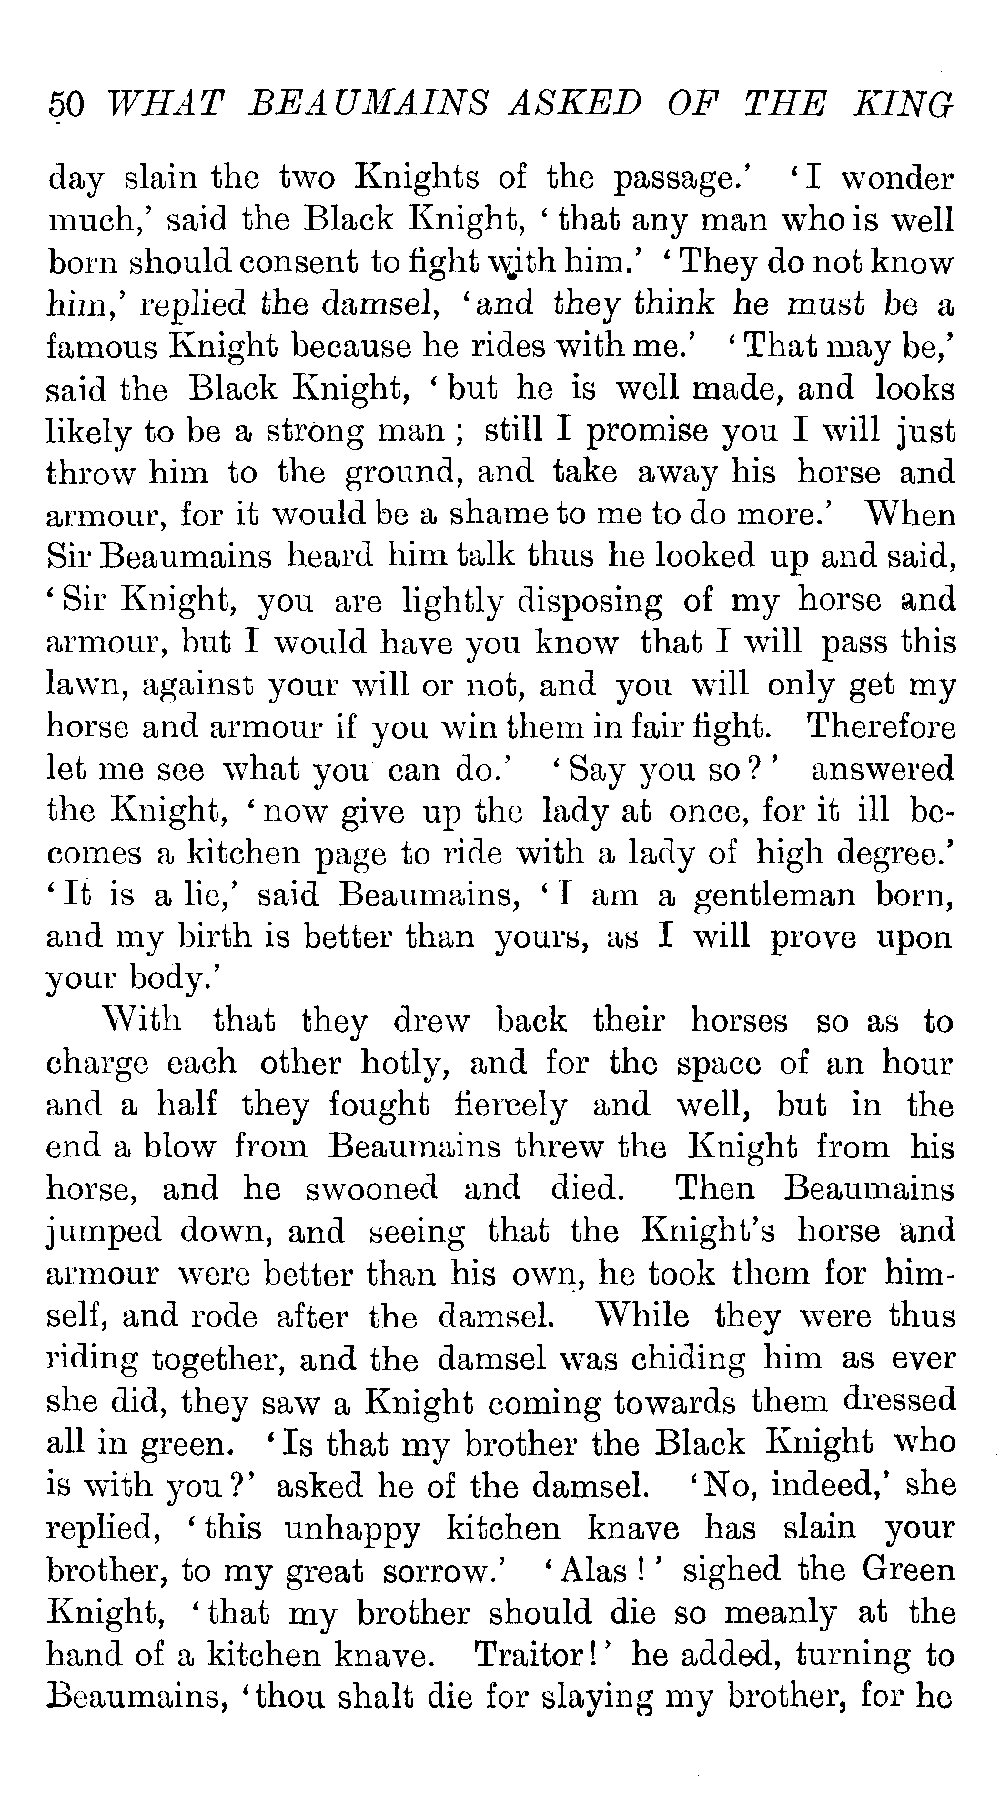 50 WHAT BEAUMAINS ASKED OF THE KING
day slain the two Knights of the passage.' 'I wonder
much,' said the Black Knight, 'that any man who is well
born should consent to fight with him.' 'They do not know
him,' replied the damsel, 'and they think he must be a
famous Knight because he rides with me.' 'That may be,'
said the Black Knight, 'but he is well made, and looks
likely to be a strong man; still I promise you I will just
throw him to the ground, and take away his horse and
armour, for it would be a shame to me to do more.' When
Sir Beaumains heard him talk thus he looked up and said,
'Sir Knight, you are lightly disposing of my horse and
armour, but I would have you know that I will pass this
lawn, against your will or not, and you will only get my
horse and armour if you win them in fair fight. Therefore
let me see what you can do.' 'Say you so?' answered
the Knight, 'now give up the lady at once, for it ill be-
comes a kitchen page to ride with a lady of high degree.'
'It is a lie,' said Beaumains, 'I am a gentleman born,
and my birth is better than yours, as I will prove upon
your body.'
With that they drew back their horses so as to
charge each other hotly, and for the space of an hour
and a half they fought fiercely and well, but in the
end a blow from Beaumains threw the Knight from his
horse, and he swooned and died. Then Beaumains
jumped down, and seeing that the Knight's horse and
armour were better than his own, he took them for him-
self, and rode after the damsel. While they were thus
riding together, and the damsel was chiding him as ever
she did, they saw a Knight coming towards them dressed
all in green. 'Is that my brother the Black Knight who
is with you?' asked he of the damsel. 'No, indeed,' she
replied, 'this unhappy kitchen knave has slain your
brother, to my great sorrow.' 'Alas!' sighed the Green
Knight, 'that my brother should die so meanly at the
hand of a kitchen knave. Traitor!' he added, turning to
Beaumains, 'thou shalt die for slaying my brother, for he